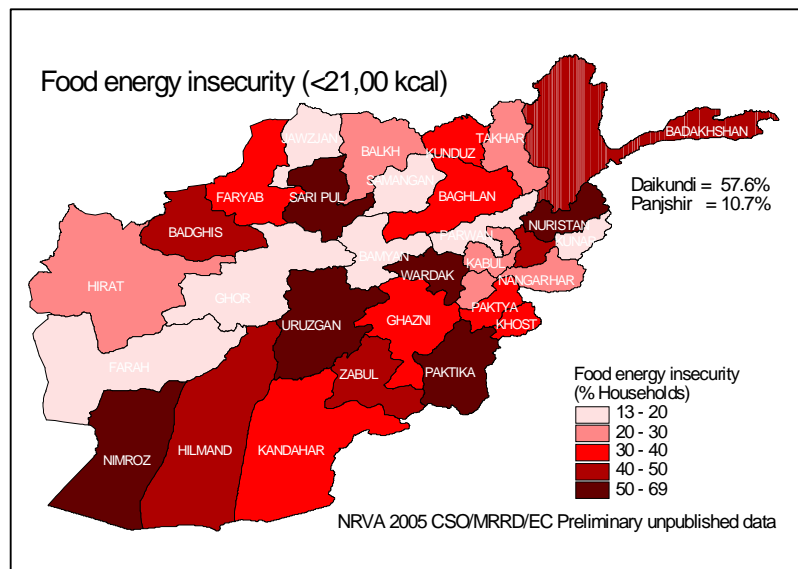 Food energy insecurity (<21,00 kcal)
JAWZJAN
BALKH
KUNDUZ
TAKHAR
BADAKHSHAN
FARYAB
SARI PUL
SAMANGAN
BAGHLAN
Daikundi = 57.6%
Panjshir = 10.7%
BADGHIS
PARWAN
NURISTAN
KUNAR
HIRAT
GHOR
BAMYAN
WARDAK
KABUL
NANGARHAR
URUZGAN
GHAZNI
PAKTYA
KHOST
FARAH
ZABUL
PAKTIKA
NIMROZ
HILMAND
KANDAHAR
Food energy insecurity
(% Households)
13 - 20
20 - 30
30 - 40
40 - 50
50 - 69
NRVA 2005 CSO/MRRD/EC Preliminary unpublished data